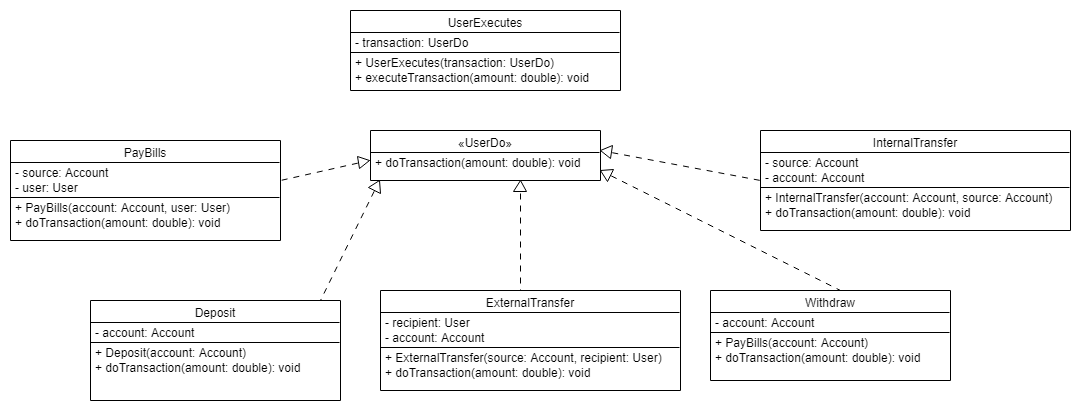 UserExecutes
- transaction: UserDo
+ UserExecutes(transaction: UserDo)
+ executeTransaction(amount: double): void
PayBills
- source: Account
- user: User
+ PayBills(account: Account, user: User)
+ doTransaction(amount: double): void
«UserDo»
+ doTransaction(amount: double): void
InternalTransfer
- source: Account
- account: Account
+ InternalTransfer(account: Account, source: Account)
+ doTransaction(amount: double): void
Deposit
- account: Account
+ Deposit(account: Account)
+ doTransaction(amount: double): void
ExternalTransfer
- recipient: User
- account: Account
+ ExternalTransfer(source: Account, recipient: User)
+ doTransaction(amount: double): void
Withdraw
- account: Account
+ PayBills(account: Account)
+ doTransaction(amount: double): void